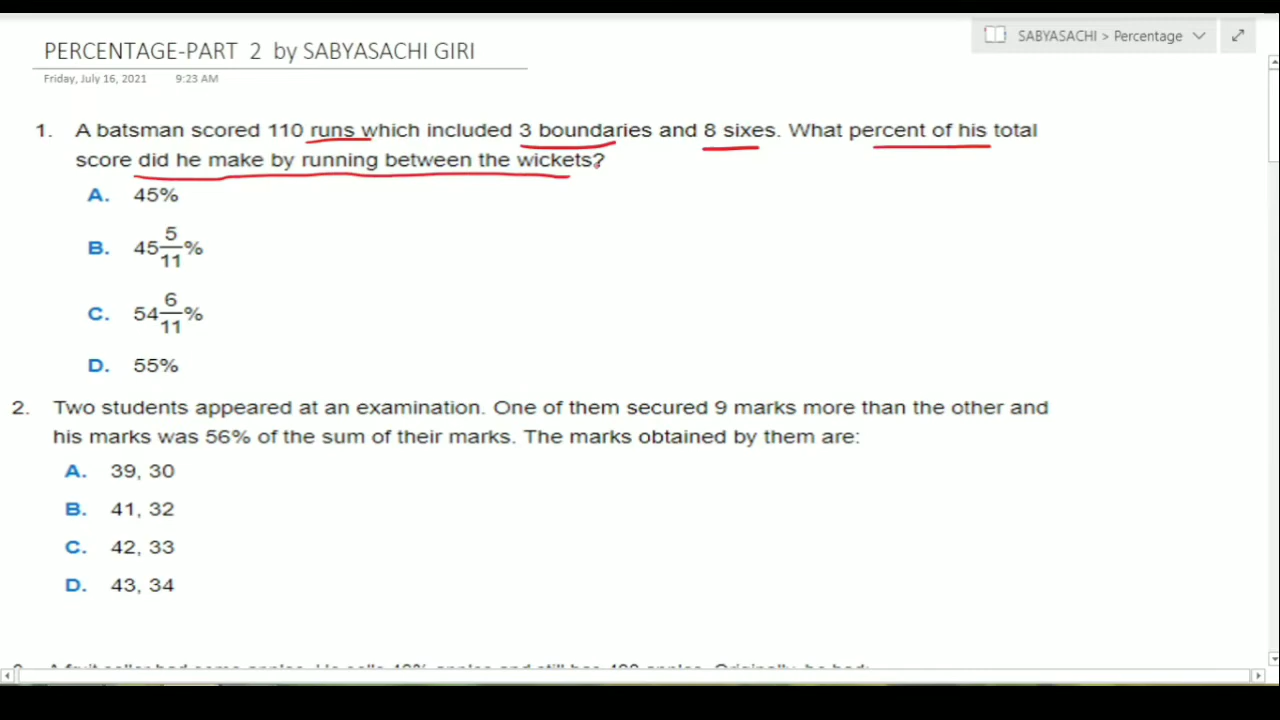 PERCENTAGE-PART 2 by SABYASACHI GIRI
SABYASACHI > Percentage
Friday, July 16, 2021 9:23 AM
1. A batsman scored 110 runs which included 3 boundaries and 8 sixes. What percent of his total
score did he make by running between the wickets?
A. 45%
B. 45 5/11 %
C. 54 6/11 %
D. 55%
2. Two students appeared at an examination. One of them secured 9 marks more than the other and
his marks was 56% of the sum of their marks. The marks obtained by them are:
A. 39, 30
B. 41, 32
C. 42, 33
D. 43, 34